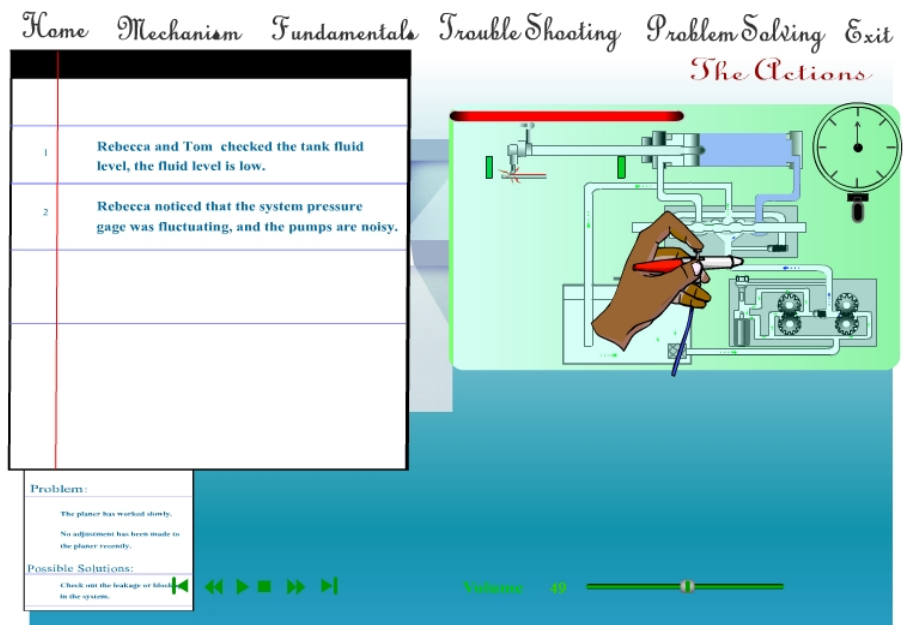 Home Mechanism Fundamentals Trouble Shooting Problem Solving Exit
The Actions
1 Rebecca and Tom checked the tank fluid
level, the fluid level is low.
2 Rebecca noticed that the system pressure
gage was fluctuating, and the pumps are noisy.
Problem:
The planer has worked slowly.
No adjustment has been made to
the planer recently.
Possible Solutions:
Check out the leakage or
in the system.
Volume 49